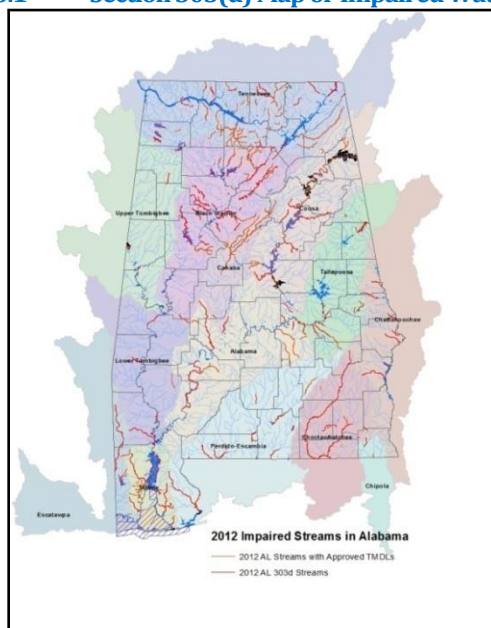 Section 303(d) Map of Impaired
Tennessee
Upper Tombigbee
Black Warrior
Coosa
Cahaba
Tallapoosa
Chattahoochee
Alabama
Lower Tombigbee
Perdido-Escambia
Choctawhatchee
Mobile
Chipola
Escatawpa
2012 Impaired Streams in Alabama
2012 AL Streams with Approved TMDLs
2012 AL 303d Streams